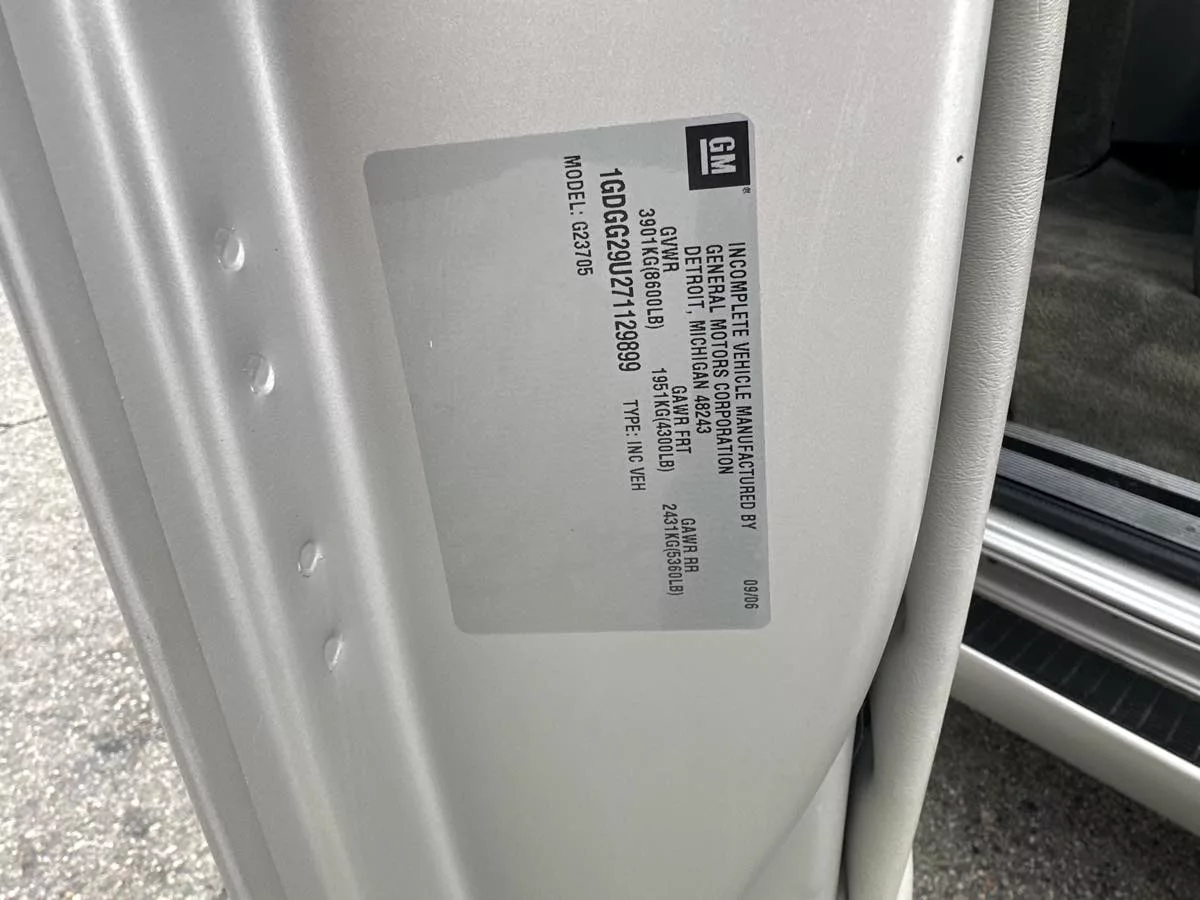 GM
INCOMPLETE VEHICLE MANUFACTURED BY 09/06
GENERAL MOTORS CORPORATION
DETROIT, MICHIGAN 48243
GVWR GAWR FRT GAWR RR
3901KG(8600LB) 1951KG(4300LB) 2431KG(5360LB)
1GDGG29U271129899 TYPE: INC VEH
MODEL: G23705